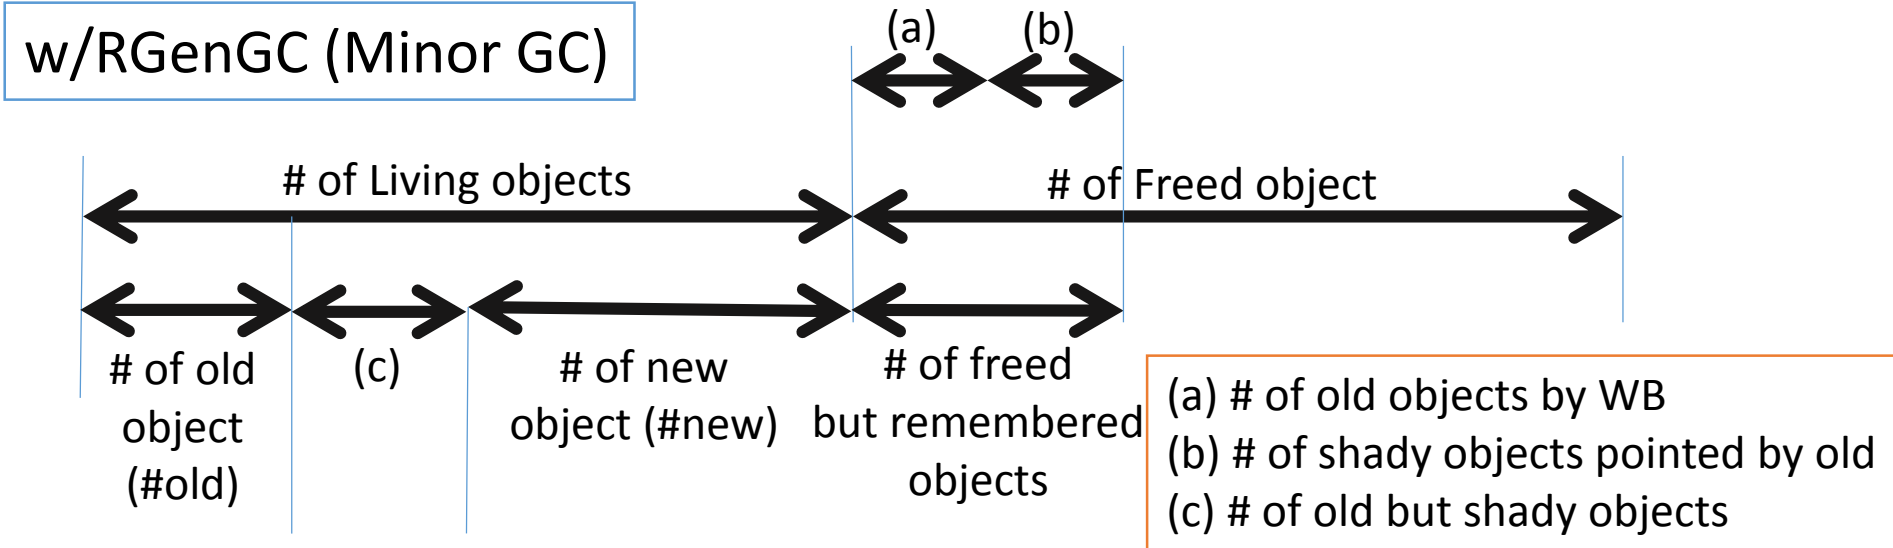 w/RGenGC (Minor GC)
(a)
(b)
# of Living objects
# of Freed object
# of old
object
(#old)
(c)
# of new
object (#new)
# of freed
but remembered
objects
(a) # of old objects by WB
(b) # of shady objects pointed by old
(c) # of old but shady objects